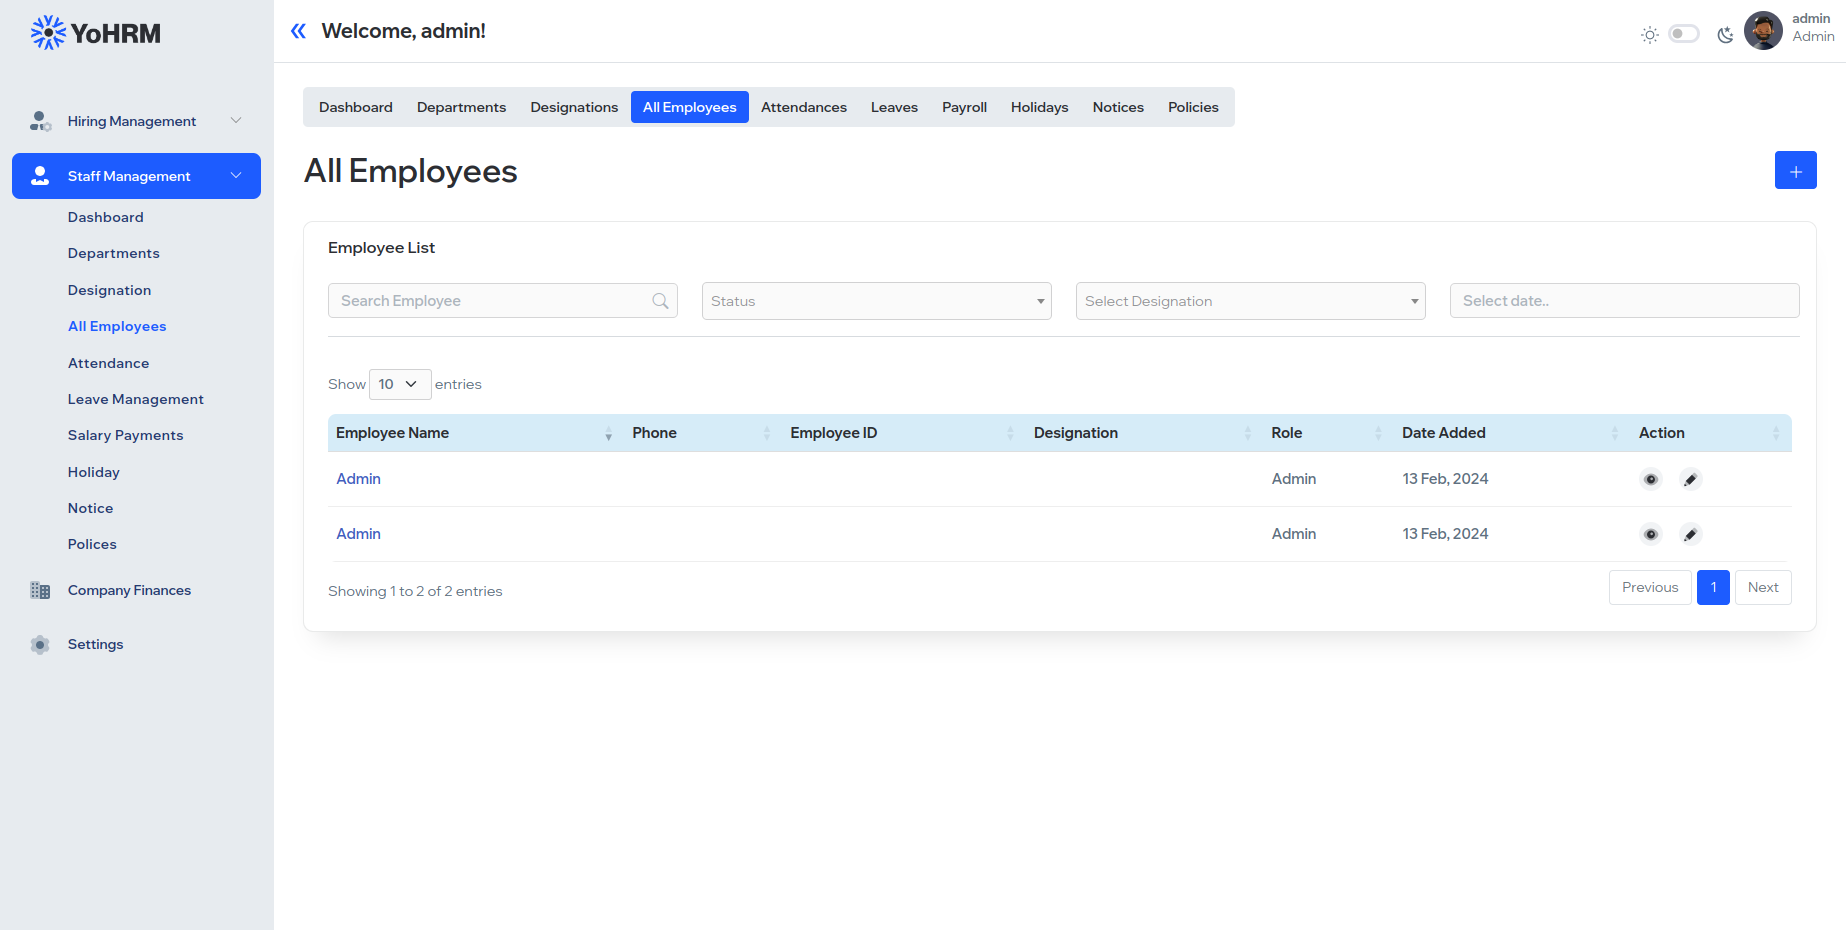 YoHRM
Welcome, admin!
admin
Admin
Hiring Management
Staff Management
Dashboard
Departments
Designation
All Employees
Attendance
Leave Management
Salary Payments
Holiday
Notice
Polices
Company Finances
Settings
Dashboard Departments Designations All Employees Attendances Leaves Payroll Holidays Notices Policies
All Employees
+
Employee List
Search Employee Status Select Designation Select date..
Show 10 entries
Employee Name Phone Employee ID Designation Role Date Added Action
Admin Admin 13 Feb, 2024
Admin Admin 13 Feb, 2024
Showing 1 to 2 of 2 entries
Previous 1 Next